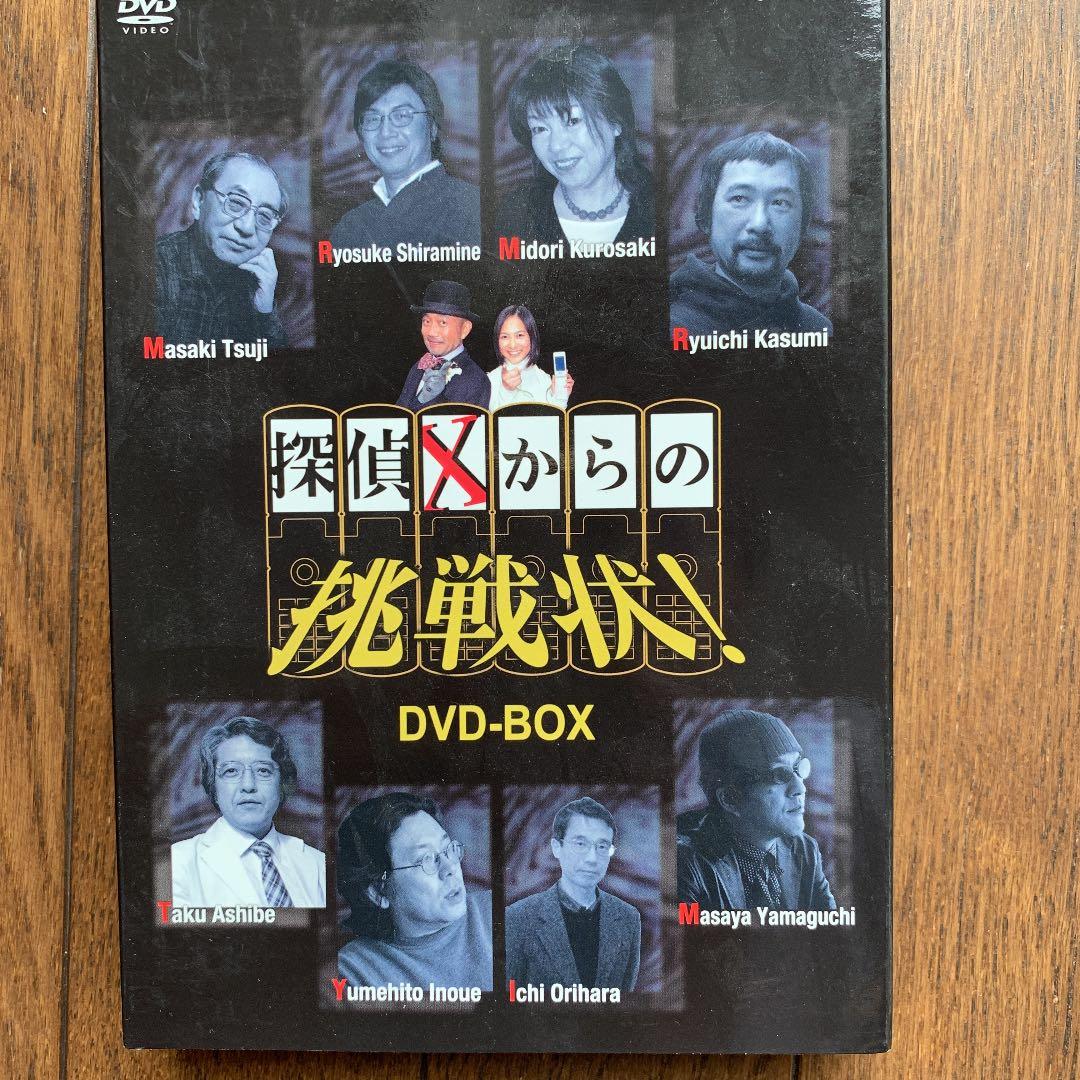 DVD
VIDEO
Ryosuke Shiramine
Midori Kurosaki
Masaki Tsuji
Ryuichi Kasumi
探偵Xからの
挑戦状!
DVD-BOX
Taku Ashibe
Masaya Yamaguchi
Yumehito Inoue
Ichi Orihara